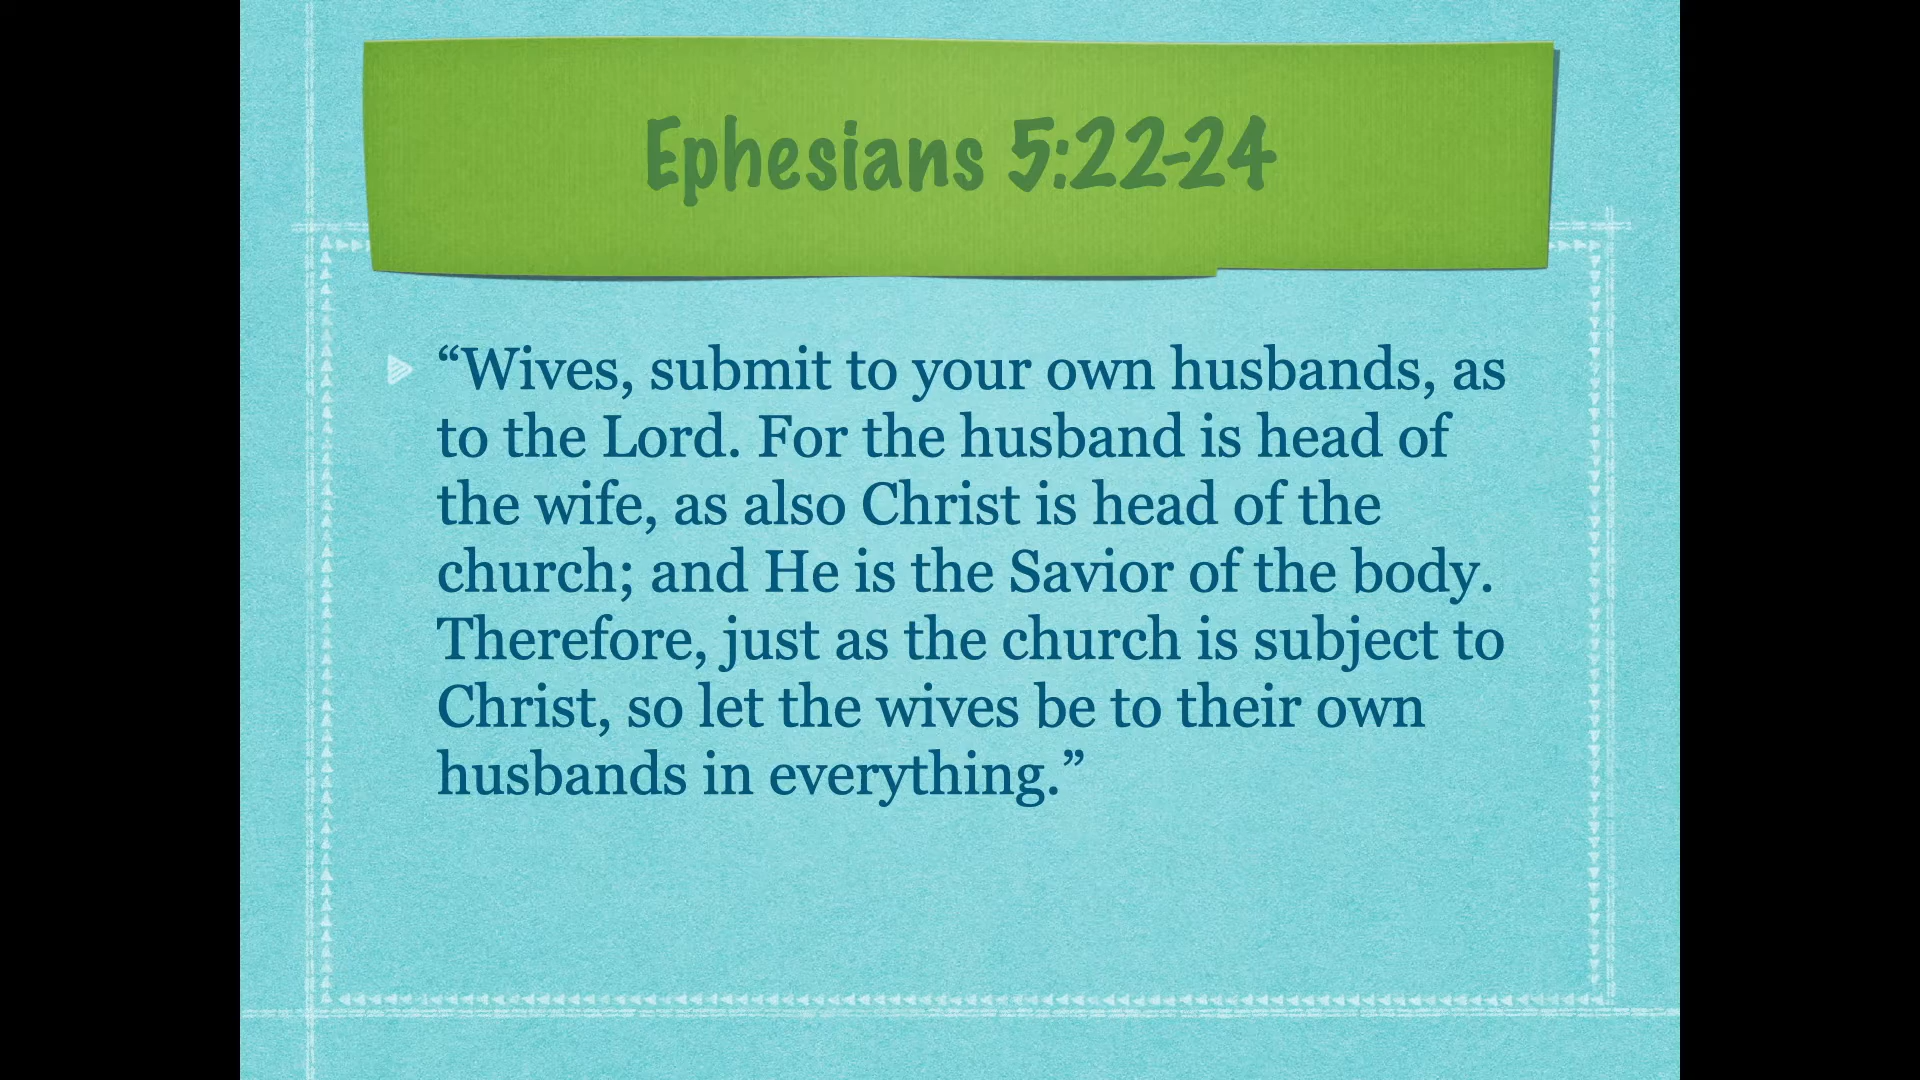 Ephesians 5:22-24
“Wives, submit to your own husbands, as
to the Lord. For the husband is head of
the wife, as also Christ is head of the
church; and He is the Savior of the body.
Therefore, just as the church is subject to
Christ, so let the wives be to their own
husbands in everything.”